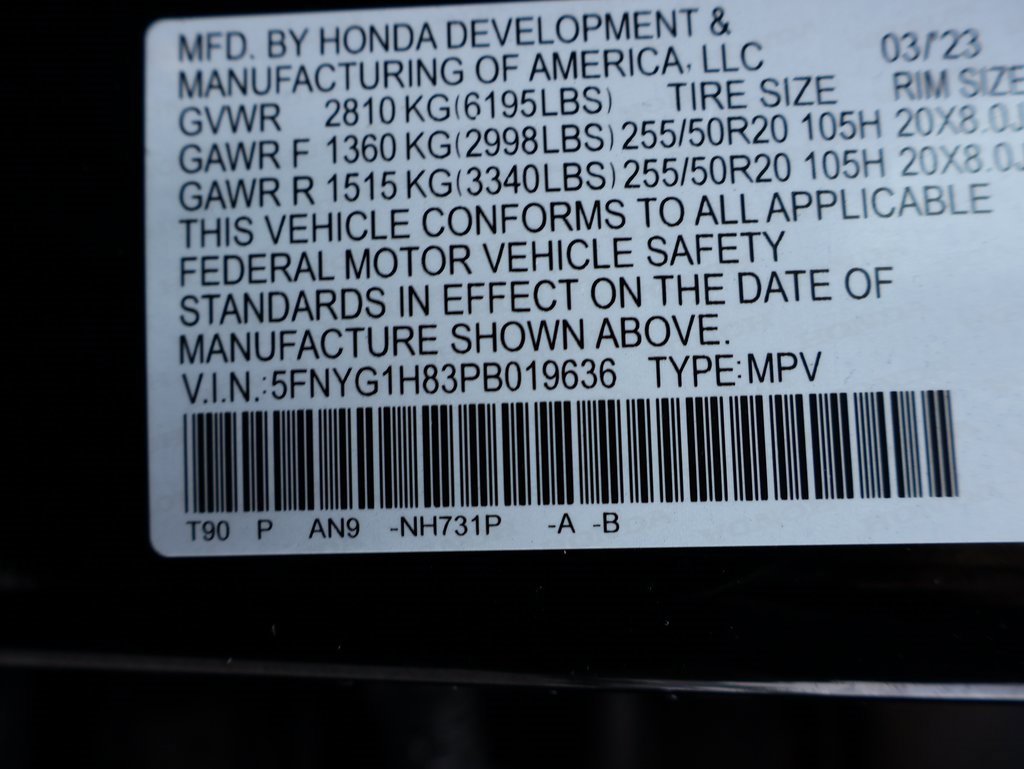 MFD. BY HONDA DEVELOPMENT &
MANUFACTURING OF AMERICA, LLC 03/'23
GVWR 2810 KG(6195LBS) TIRE SIZE RIM SIZE
GAWR F 1360 KG(2998LBS) 255/50R20 105H 20X8.0J
GAWR R 1515 KG(3340LBS) 255/50R20 105H 20X8.0J
THIS VEHICLE CONFORMS TO ALL APPLICABLE
FEDERAL MOTOR VEHICLE SAFETY
STANDARDS IN EFFECT ON THE DATE OF
MANUFACTURE SHOWN ABOVE.
V.I.N.:5FNYG1H83PB019636 TYPE:MPV
T90 P AN9 -NH731P -A -B